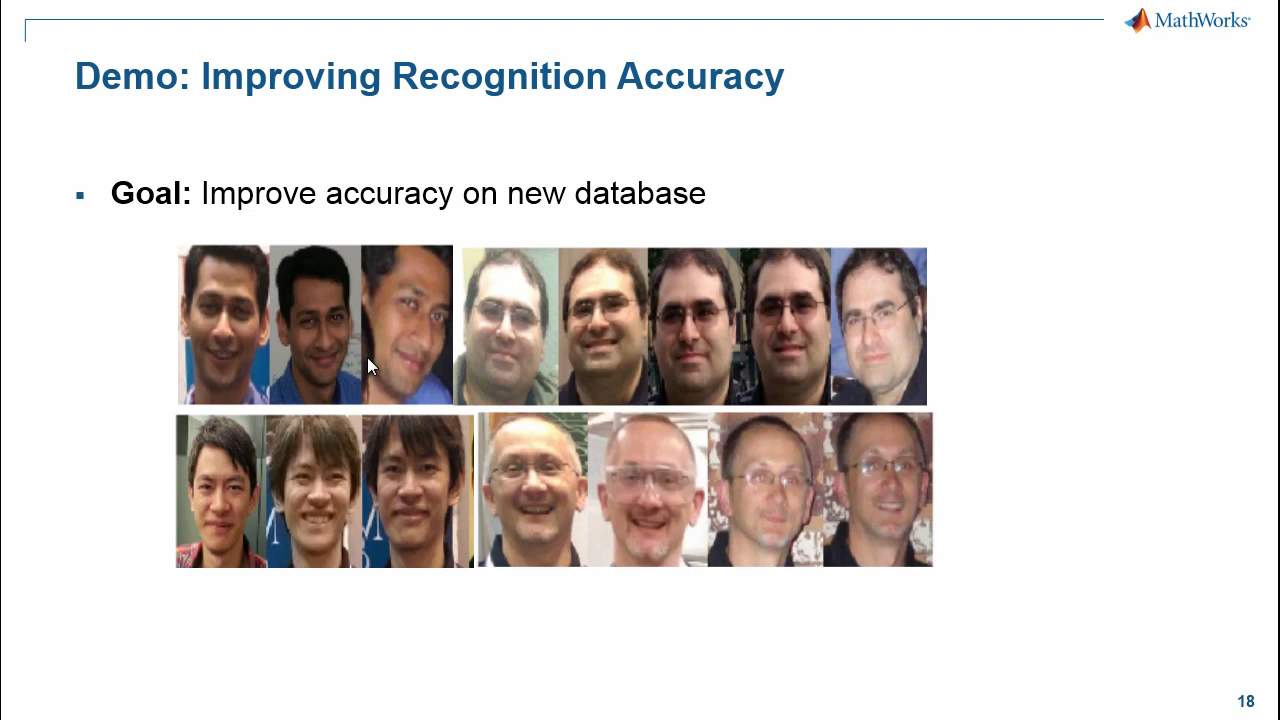 MathWorks®
Demo: Improving Recognition Accuracy
▪ Goal: Improve accuracy on new database
18